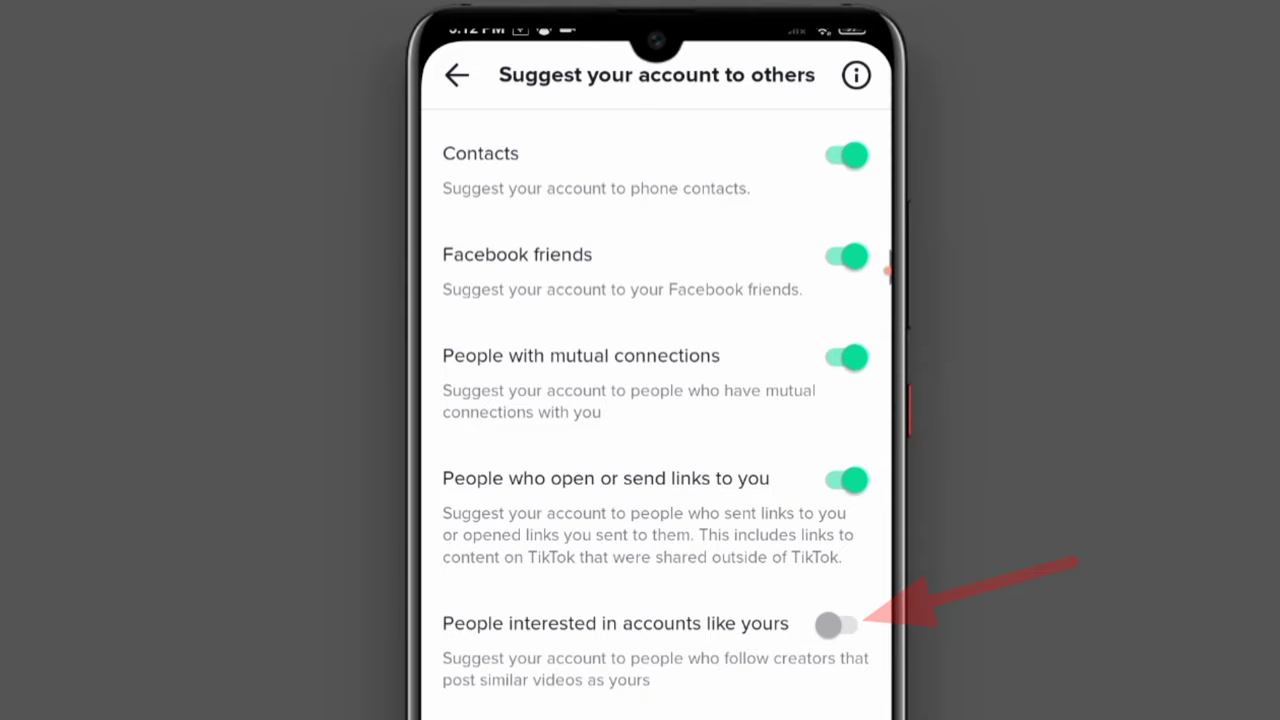 Suggest your account to others
Contacts
Suggest your account to phone contacts.
Facebook friends
Suggest your account to your Facebook friends.
People with mutual connections
Suggest your account to people who have mutual
connections with you
People who open or send links to you
Suggest your account to people who sent links to you
or opened links you sent to them. This includes links to
content on TikTok that were shared outside of TikTok.
People interested in accounts like yours
Suggest your account to people who follow creators that
post similar videos as yours